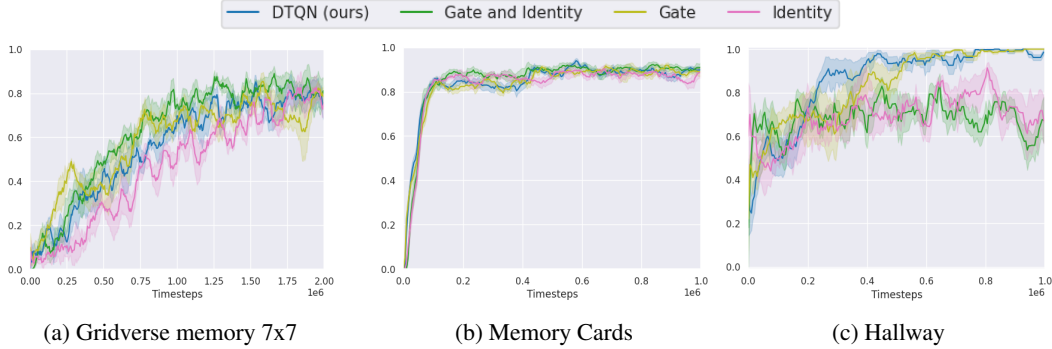 DTQN (ours) Gate and Identity Gate Identity
1.0
0.8
0.6
0.4
0.2
0.0
0.00 0.25 0.50 0.75 1.00 1.25 1.50 1.75 2.00
Timesteps 1e6
(a) Gridverse memory 7x7
1.0
0.8
0.6
0.4
0.2
0.0
0.0 0.2 0.4 0.6 0.8 1.0
Timesteps 1e6
(b) Memory Cards
1.0
0.8
0.6
0.4
0.2
0.0
0.0 0.2 0.4 0.6 0.8 1.0
Timesteps 1e6
(c) Hallway